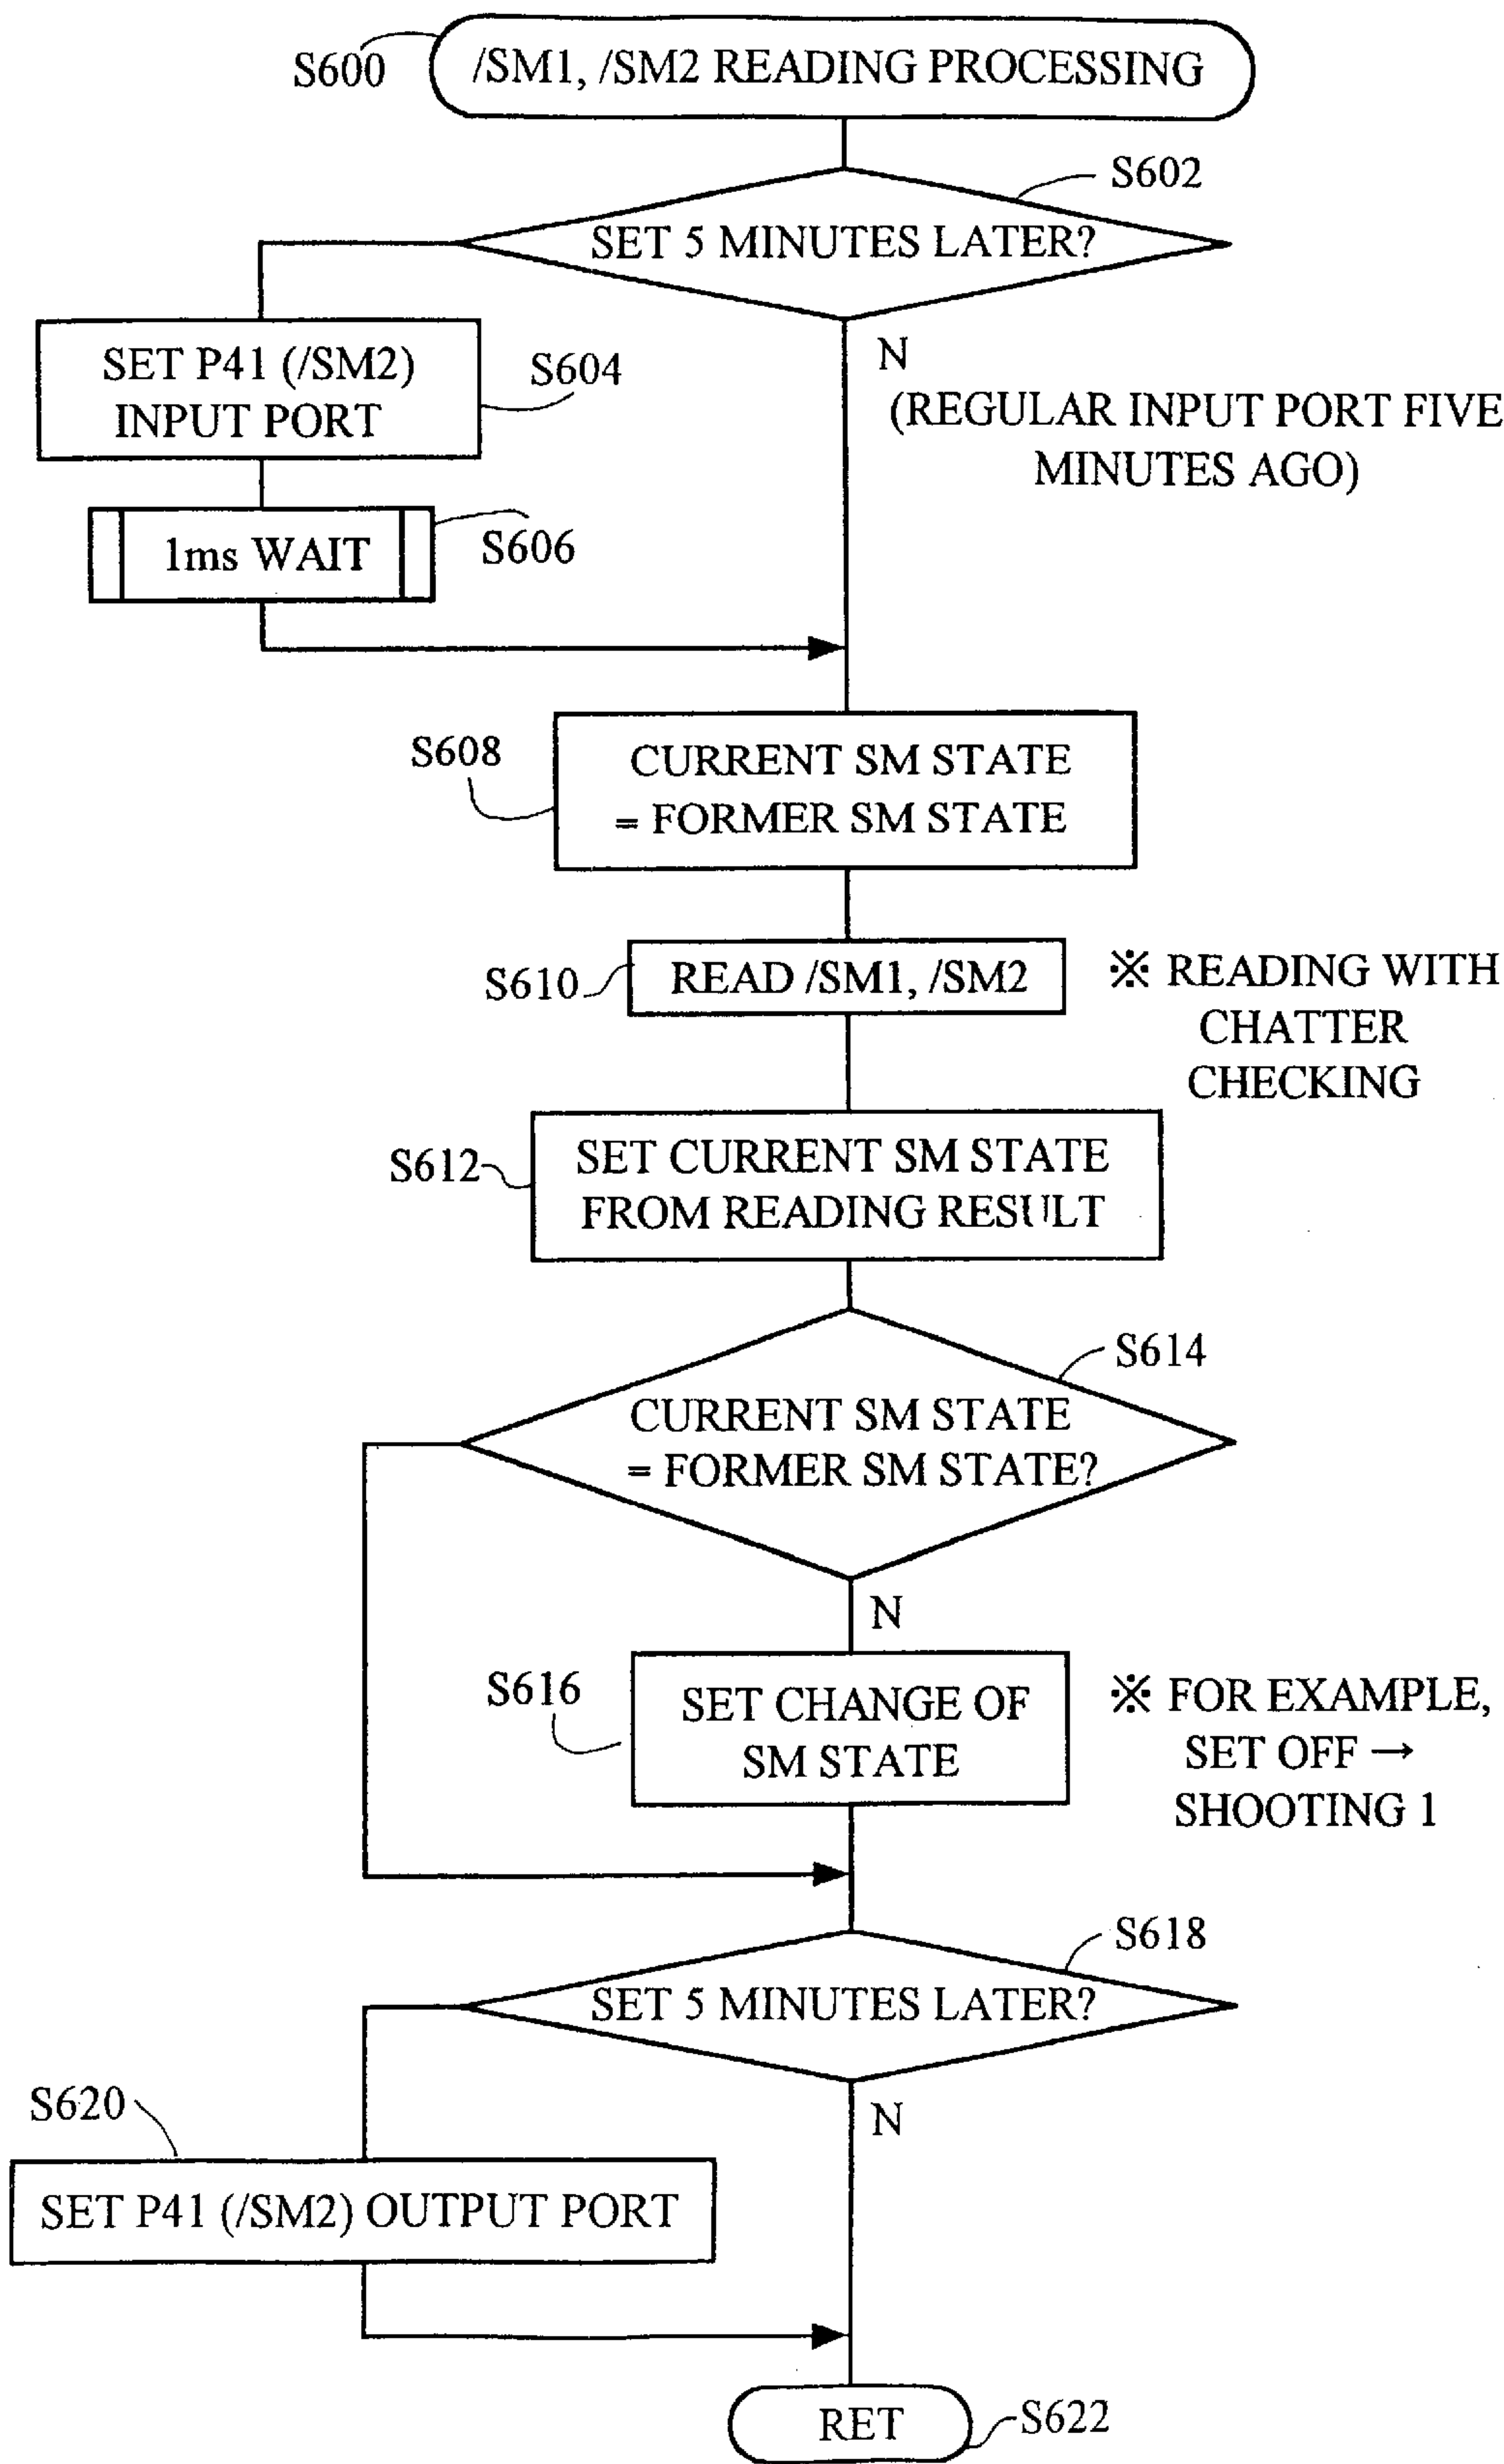 S600
/SM1, /SM2 READING PROCESSING
S602
SET 5 MINUTES LATER?
SET P41 (/SM2)
INPUT PORT
S604
N
(REGULAR INPUT PORT FIVE
MINUTES AGO)
1ms WAIT
S606
S608
CURRENT SM STATE
= FORMER SM STATE
S610
READ /SM1, /SM2
※ READING WITH
CHATTER
CHECKING
S612
SET CURRENT SM STATE
FROM READING RESULT
S614
CURRENT SM STATE
= FORMER SM STATE?
N
S616
SET CHANGE OF
SM STATE
※ FOR EXAMPLE,
SET OFF →
SHOOTING 1
S618
SET 5 MINUTES LATER?
S620
N
SET P41 (/SM2) OUTPUT PORT
RET
S622